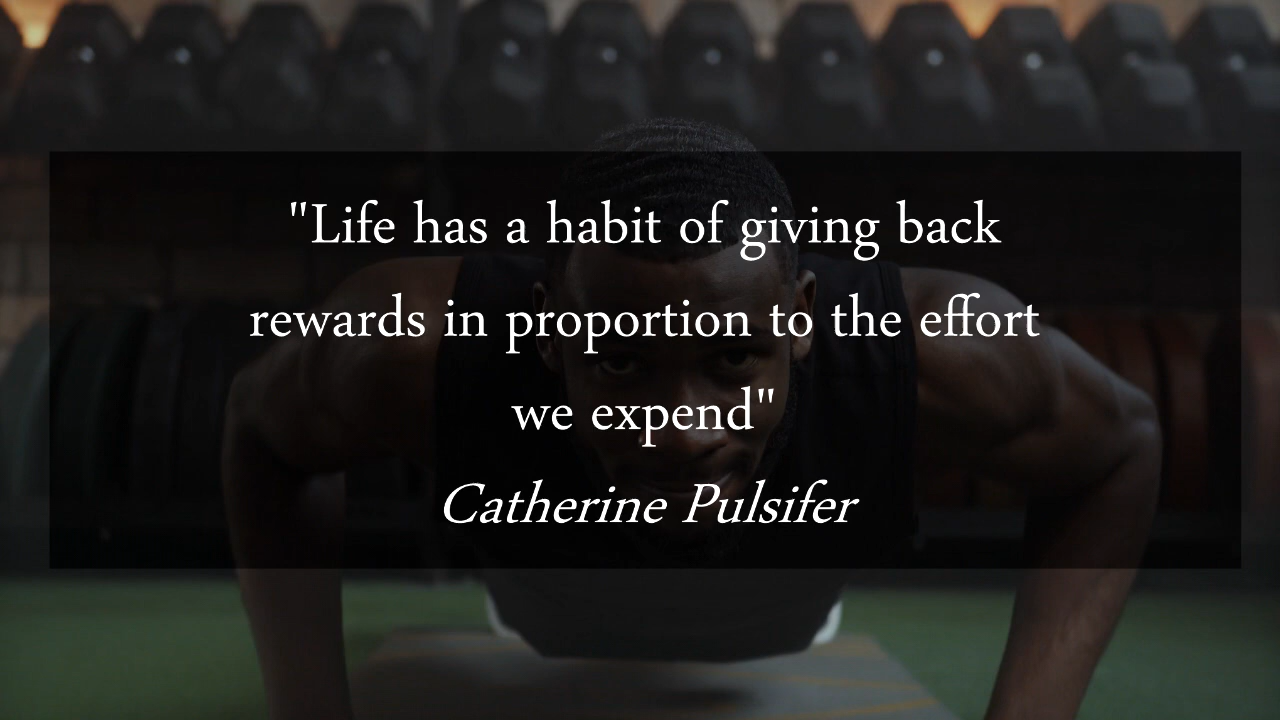 "Life has a habit of giving back
rewards in proportion to the effort
we expend"
Catherine Pulsifer